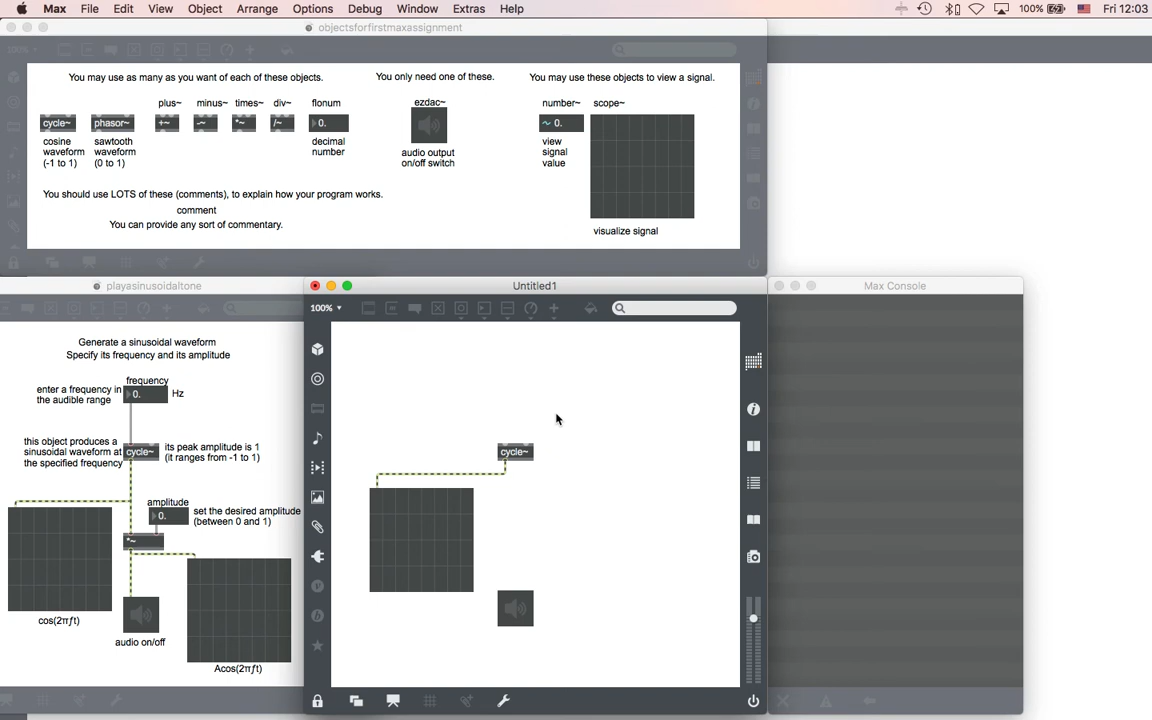 Max File Edit View Object Arrange Options Debug Window Extras Help 100% Fri 12:03
objectsforfirstmaxassignment
100%
You may use as many as you want of each of these objects.
You only need one of these.
You may use these objects to view a signal.
plus~ minus~ times~ div~ flonum
ezdac~
number~ scope~
cycle~ phasor~ +~ -~ *~ /~ 0.
0.
cosine
waveform
(-1 to 1)
sawtooth
waveform
(0 to 1)
decimal
number
audio output
on/off switch
view
signal
value
You should use LOTS of these (comments), to explain how your program works.
comment
You can provide any sort of commentary.
visualize signal
playasinusoidaltone
Generate a sinusoidal waveform
Specify its frequency and its amplitude
frequency
enter a frequency in
the audible range
0.
Hz
this object produces a
sinusoidal waveform at
the specified frequency
cycle~
its peak amplitude is 1
(it ranges from -1 to 1)
amplitude
0.
set the desired amplitude
(between 0 and 1)
*~
cos(2πƒt)
audio on/off
Acos(2πƒt)
Untitled1
100%
cycle~
Max Console